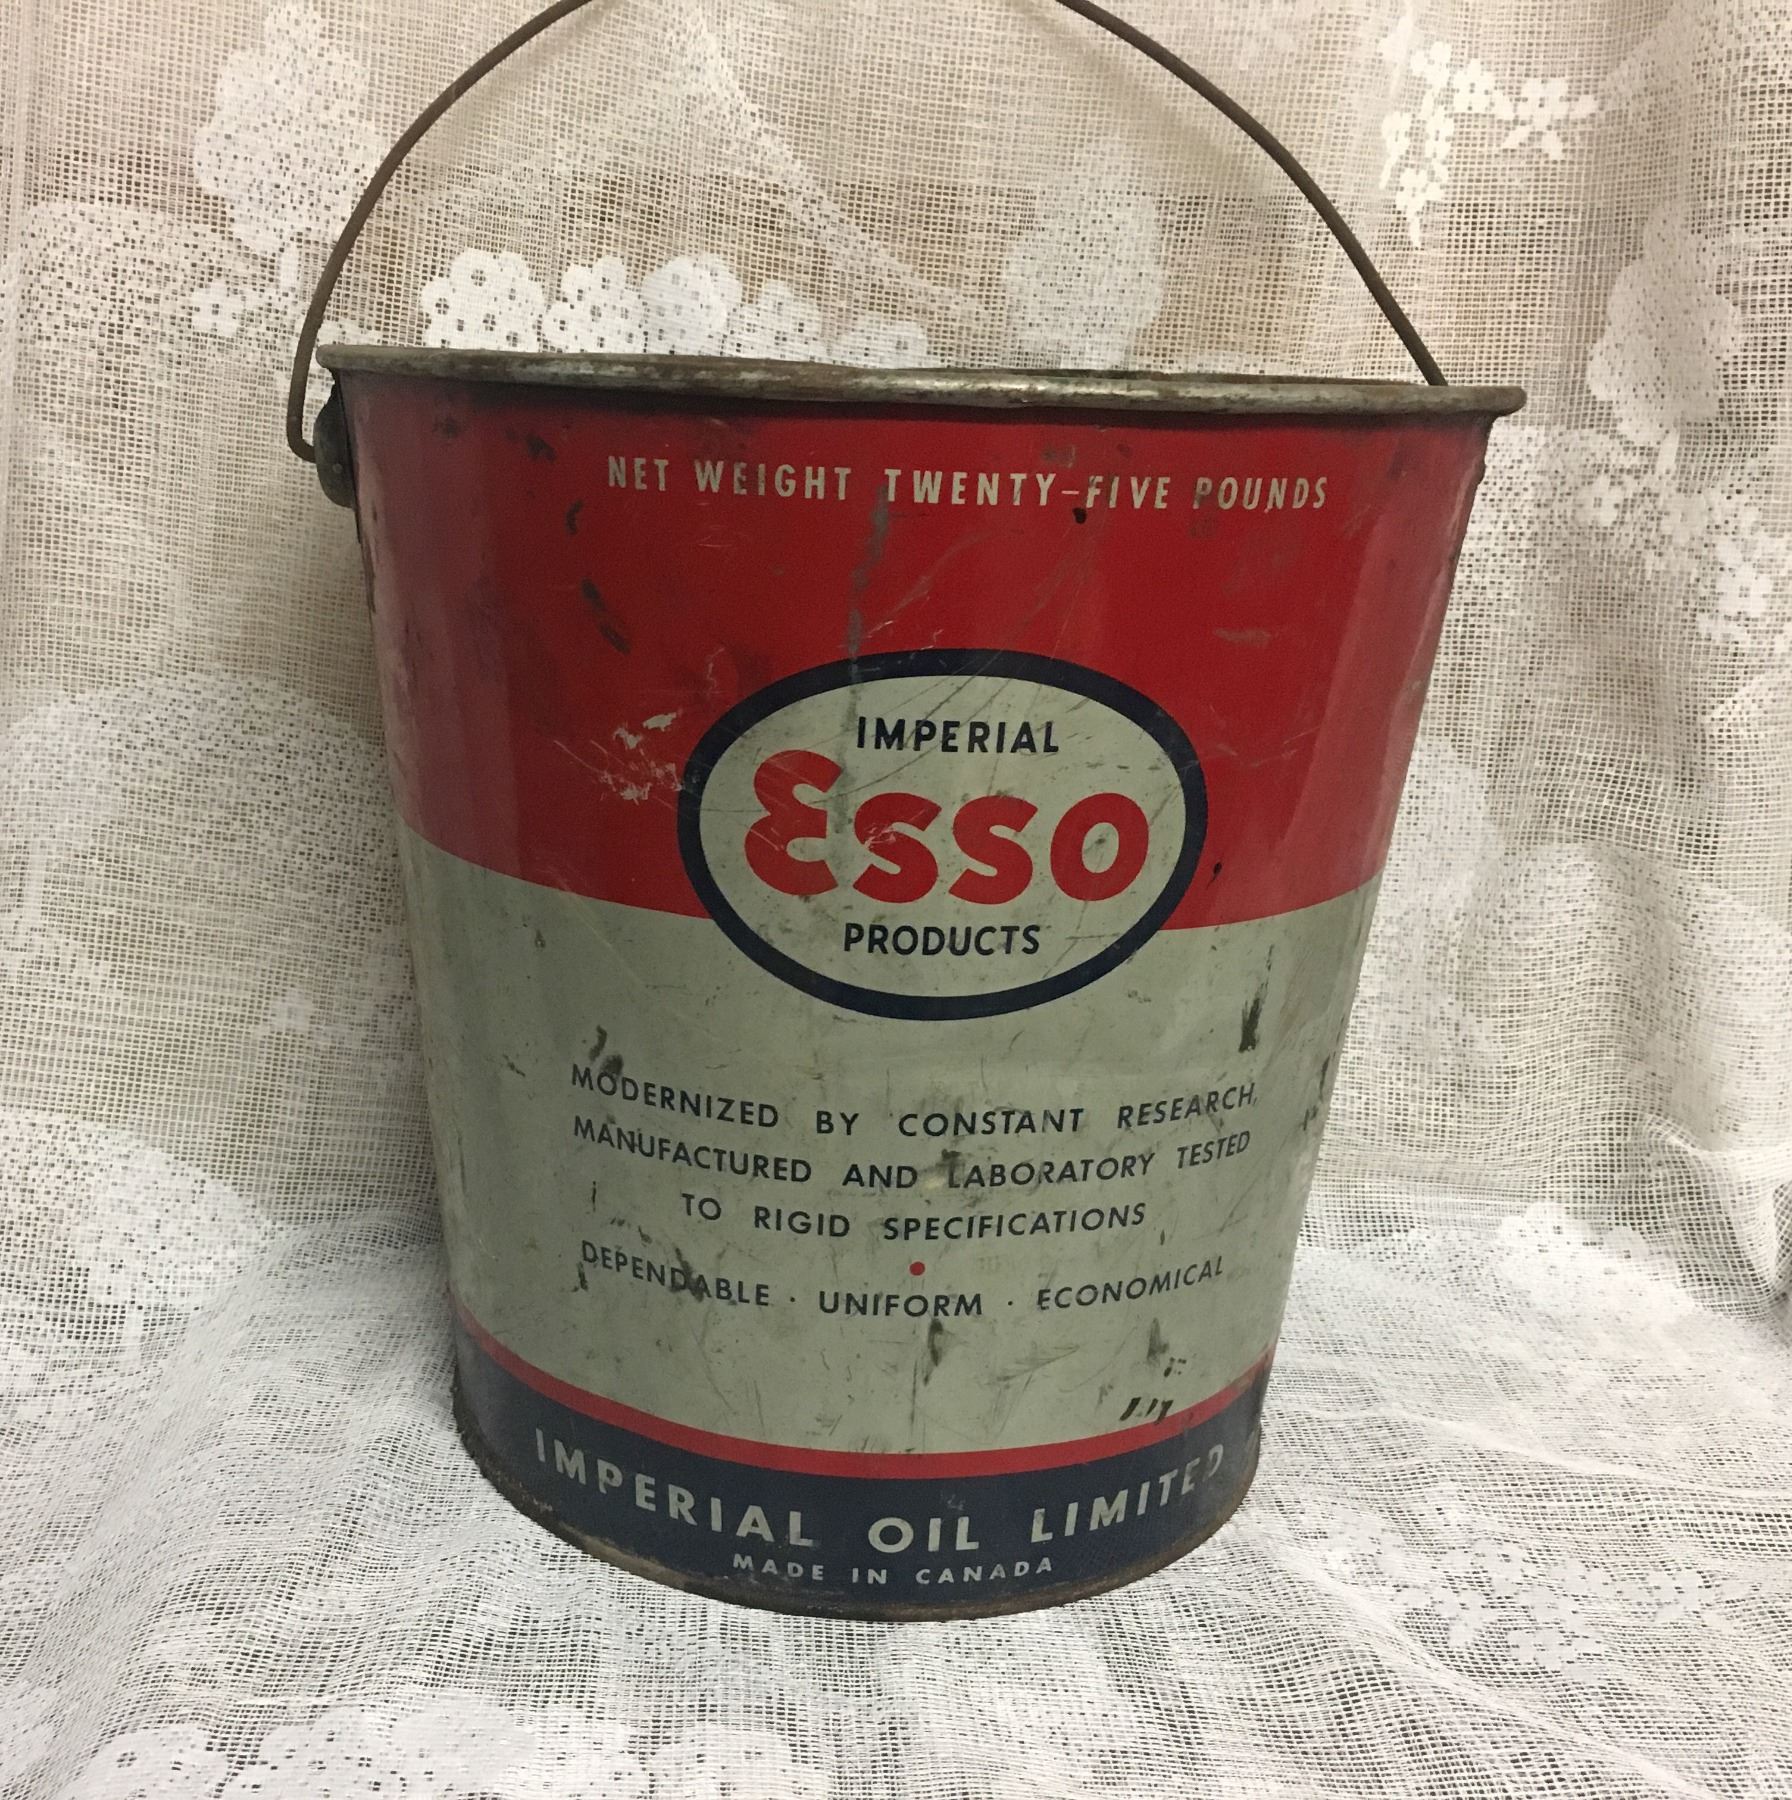 NET WEIGHT TWENTY-FIVE POUNDS
IMPERIAL
Esso
PRODUCTS
MODERNIZED BY CONSTANT RESEARCH,
MANUFACTURED AND LABORATORY TESTED
TO RIGID SPECIFICATIONS
•
DEPENDABLE · UNIFORM · ECONOMICAL
IMPERIAL OIL LIMITED
MADE IN CANADA